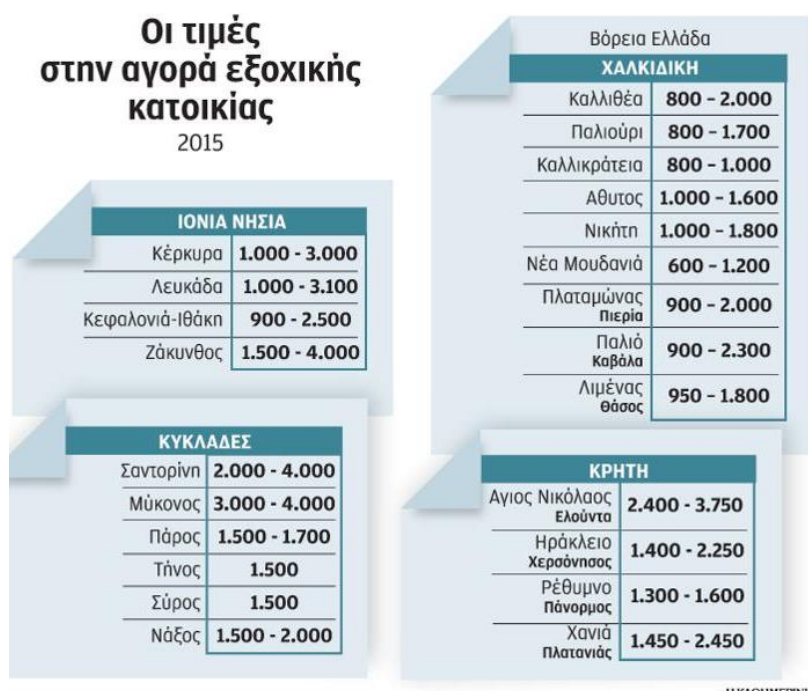 Οι τιμές
στην αγορά εξοχικής
κατοικίας
2015
ΙΟΝΙΑ ΝΗΣΙΑ
Κέρκυρα 1.000 - 3.000
Λευκάδα 1.000 - 3.100
Κεφαλονιά-Ιθάκη 900 - 2.500
Ζάκυνθος 1.500 - 4.000
ΚΥΚΛΑΔΕΣ
Σαντορίνη 2.000 - 4.000
Μύκονος 3.000 - 4.000
Πάρος 1.500 - 1.700
Τήνος 1.500
Σύρος 1.500
Νάξος 1.500 - 2.000
Βόρεια Ελλάδα
ΧΑΛΚΙΔΙΚΗ
Καλλιθέα 800 – 2.000
Παλιούρι 800 – 1.700
Καλλικράτεια 800 – 1.000
Αθυτος 1.000 – 1.600
Νικήτη 1.000 – 1.800
Νέα Μουδανιά 600 – 1.200
Πλαταμώνας 900 – 2.000
Πιερία
Παλιό 900 – 2.300
Καβάλα
Λιμένας 950 – 1.800
Θάσος
ΚΡΗΤΗ
Αγιος Νικόλαος 2.400 - 3.750
Ελούντα
Ηράκλειο 1.400 - 2.250
Χερσόνησος
Ρέθυμνο 1.300 - 1.600
Πάνορμος
Χανιά 1.450 - 2.450
Πλατανιάς